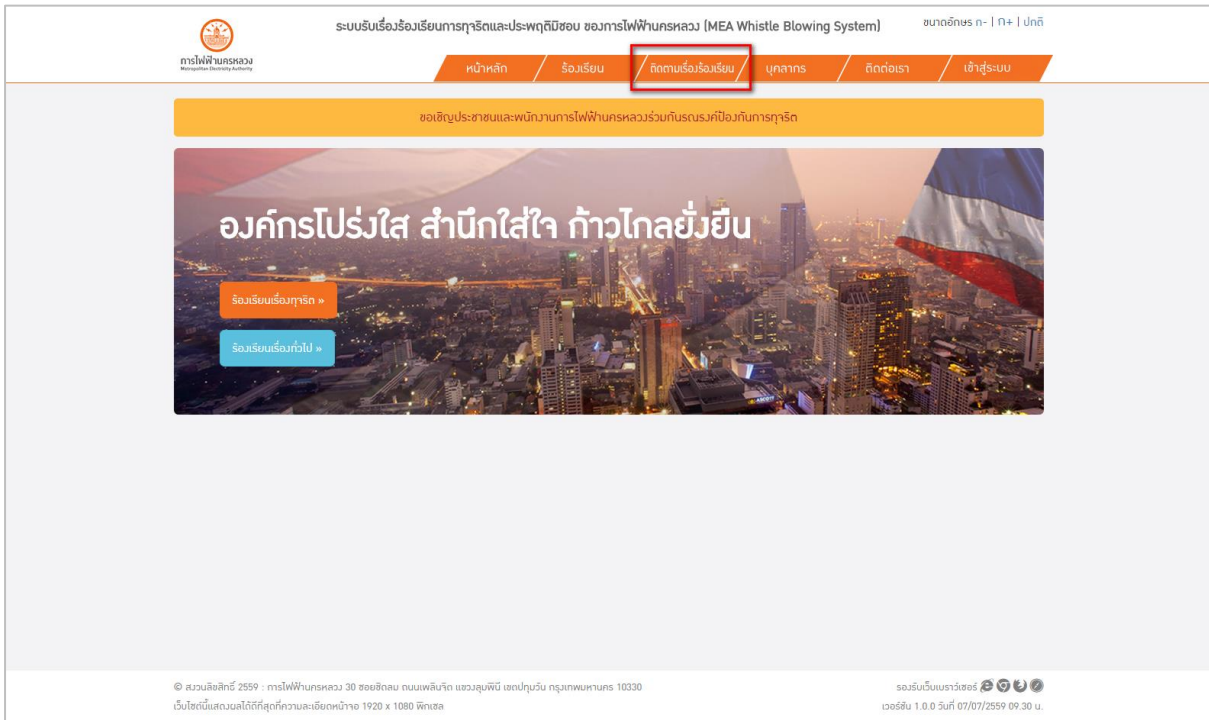 ระบบรับเรื่องร้องเรียนการทุจริตและประพฤติมิชอบ ของการไฟฟ้านครหลวง (MEA Whistle Blowing System)
ขนาดอักษร ก- | ก+ | ปกติ
การไฟฟ้านครหลวง
Metropolitan Electricity Authority
หน้าหลัก
ร้องเรียน
ติดตามเรื่องร้องเรียน
บุคลากร
ติดต่อเรา
เข้าสู่ระบบ
ขอเชิญประชาชนและพนักงานการไฟฟ้านครหลวงร่วมกันรณรงค์ป้องกันการทุจริต
องค์กรโปร่งใส สำนึกใส่ใจ ก้าวไกลยั่งยืน
ร้องเรียนเรื่องทุจริต »
ร้องเรียนเรื่องทั่วไป »
ASCOTT
© สงวนลิขสิทธิ์ 2559 : การไฟฟ้านครหลวง 30 ซอยชิดลม ถนนเพลินจิต แขวงลุมพินี เขตปทุมวัน กรุงเทพมหานคร 10330
รองรับเว็บเบราว์เซอร์
เว็บไซต์นี้แสดงผลได้ดีที่สุดที่ความละเอียดหน้าจอ 1920 x 1080 พิกเซล
เวอร์ชัน 1.0.0 วันที่ 07/07/2559 09.30 น.